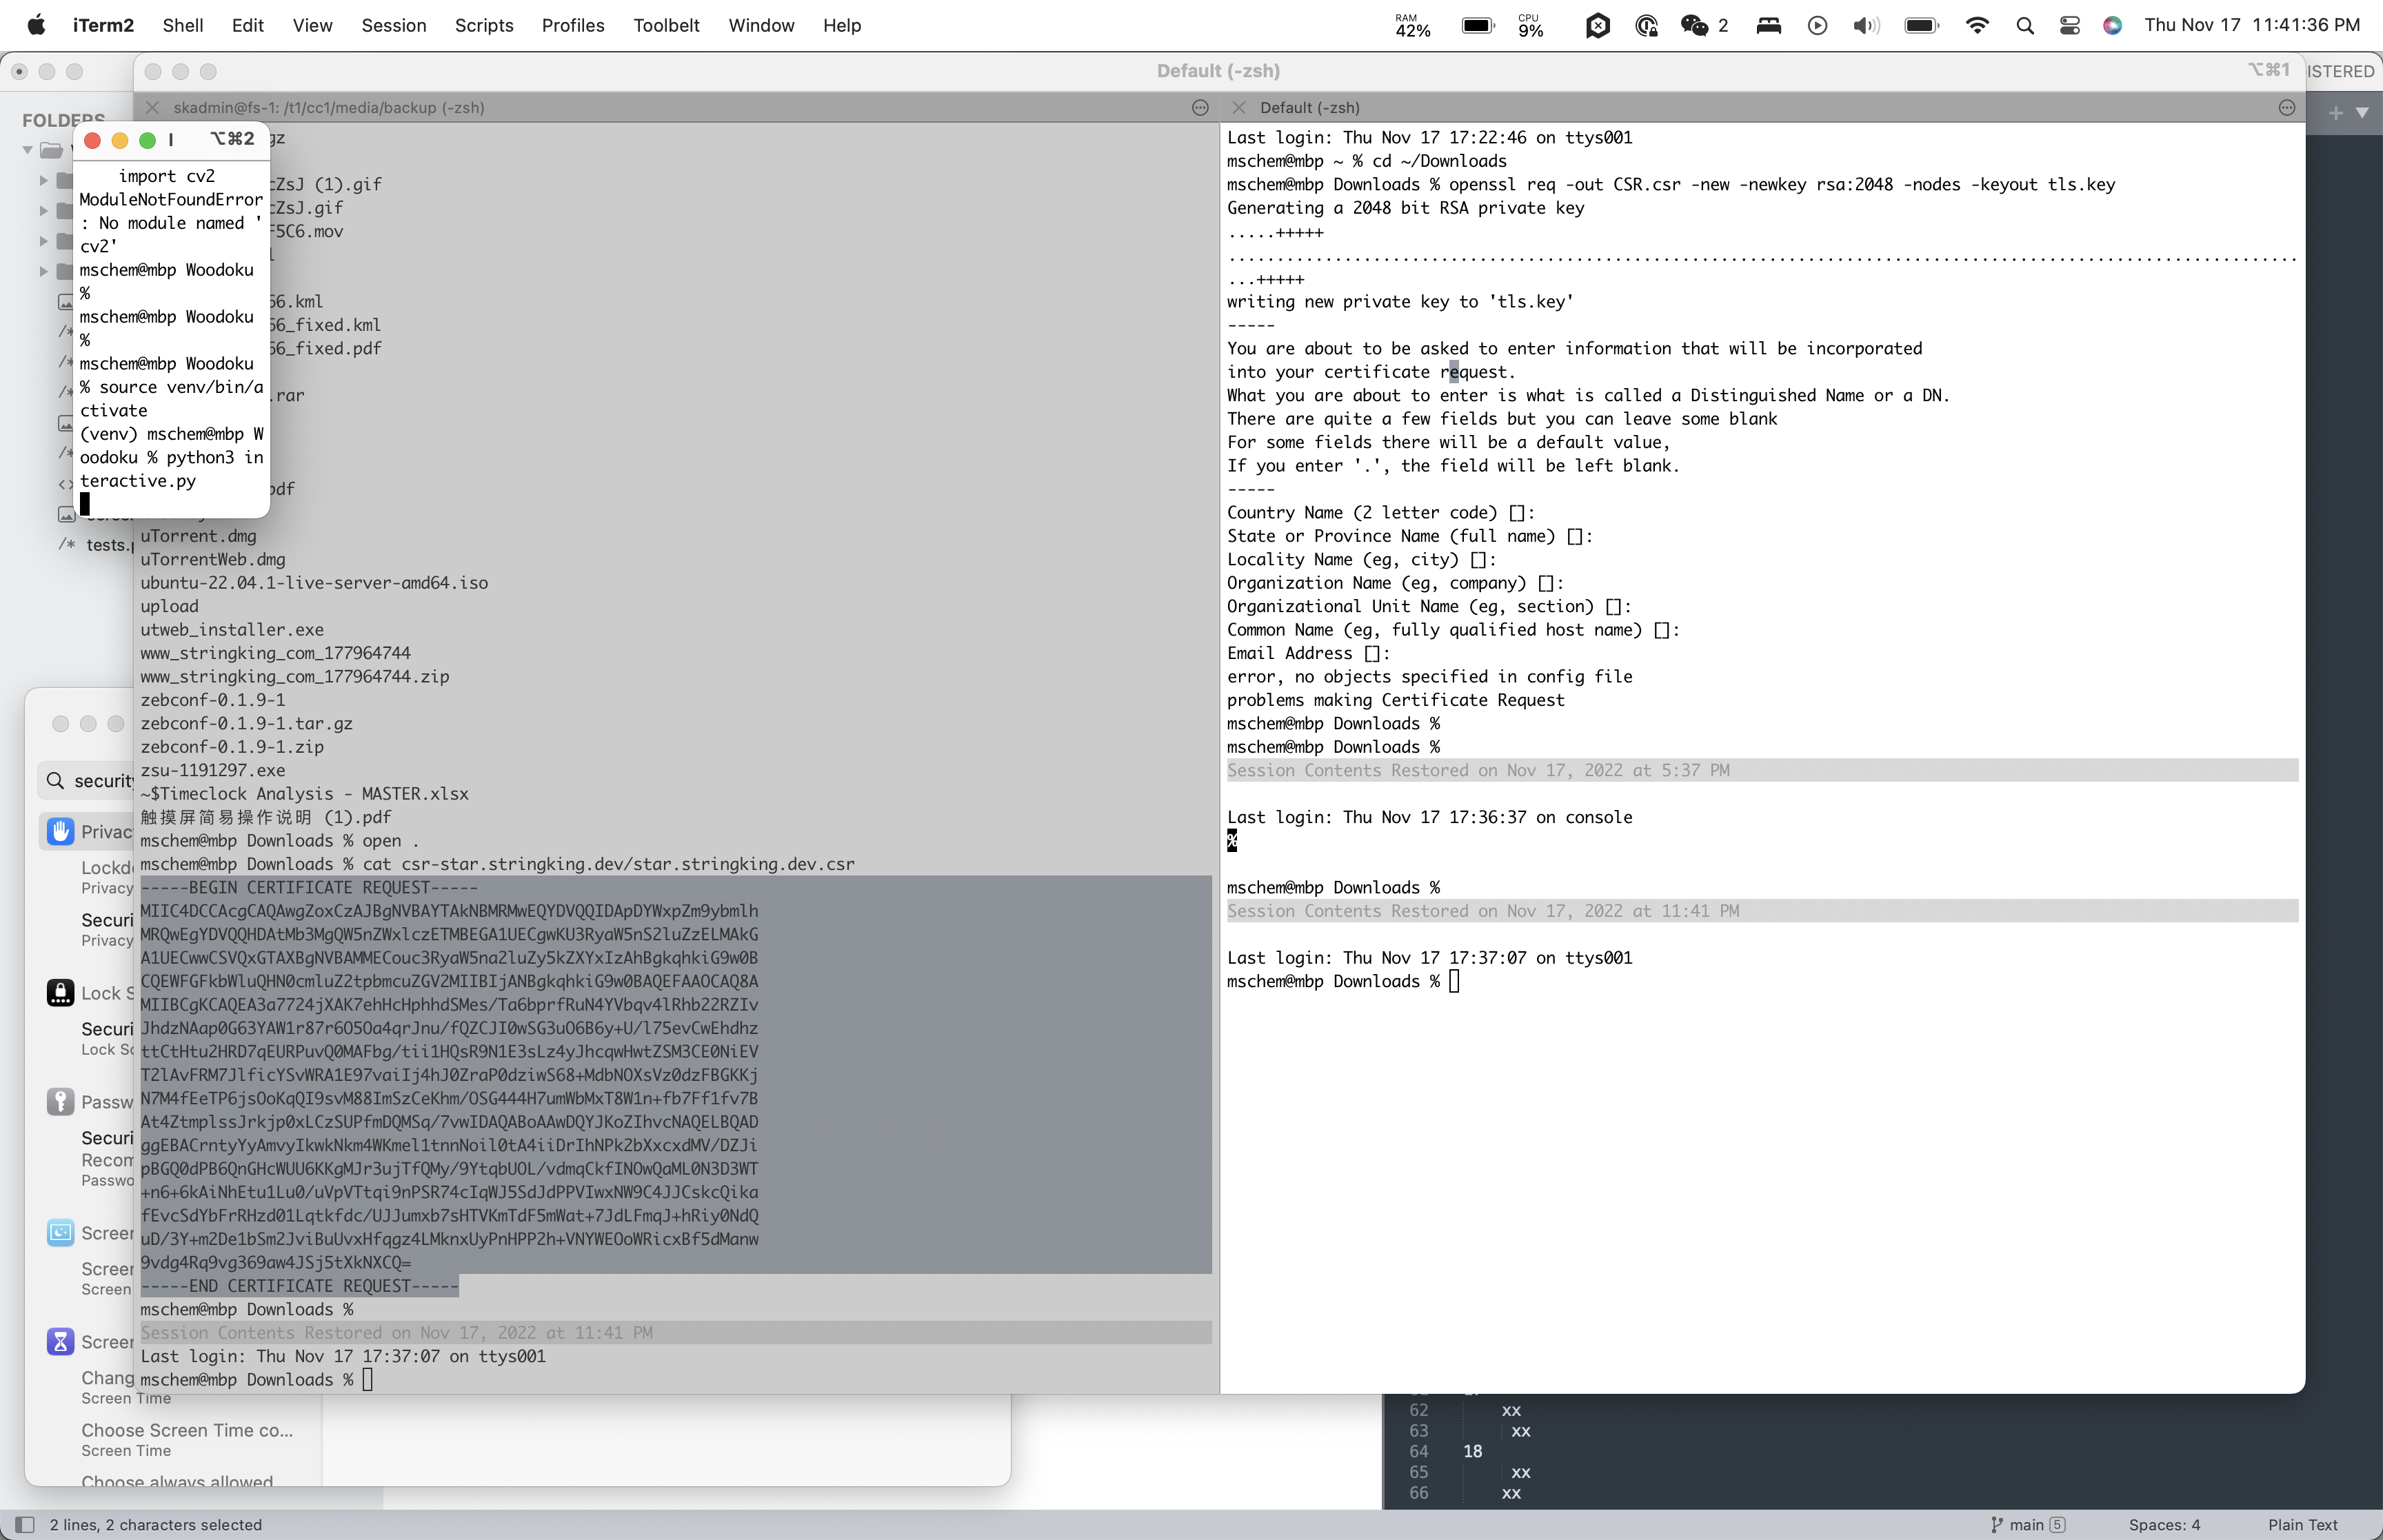 iTerm2 Shell Edit View Session Scripts Profiles Toolbelt Window Help
RAM 42% CPU 9% 2 Thu Nov 17 11:41:36 PM
Default (-zsh) ⌥⌘1
ISTERED
FOLDERS
tests.p
⌥⌘2
import cv2
ModuleNotFoundError
: No module named '
cv2'
mschem@mbp Woodoku
%
mschem@mbp Woodoku
%
mschem@mbp Woodoku
% source venv/bin/a
ctivate
(venv) mschem@mbp W
oodoku % python3 in
teractive.py
skadmin@fs-1: /t1/cc1/media/backup (-zsh)
gz
cZsJ (1).gif
cZsJ.gif
F5C6.mov
66.kml
66_fixed.kml
66_fixed.pdf
.rar
pdf
uTorrent.dmg
uTorrentWeb.dmg
ubuntu-22.04.1-live-server-amd64.iso
upload
utweb_installer.exe
www_stringking_com_177964744
www_stringking_com_177964744.zip
zebconf-0.1.9-1
zebconf-0.1.9-1.tar.gz
zebconf-0.1.9-1.zip
zsu-1191297.exe
~$Timeclock Analysis - MASTER.xlsx
触摸屏简易操作说明 (1).pdf
mschem@mbp Downloads % open .
mschem@mbp Downloads % cat csr-star.stringking.dev/star.stringking.dev.csr
-----BEGIN CERTIFICATE REQUEST-----
MIIC4DCCAcgCAQAwgZoxCzAJBgNVBAYTAkNBMRMwEQYDVQQIDApDYWxpZm9ybmlh
MRQwEgYDVQQHDAtMb3MgQW5nZWxlczETMBEGA1UECgwKU3RyaW5nS2luZzELMAkG
A1UECwwCSVQxGTAXBgNVBAMMECouc3RyaW5na2luZy5kZXYxIzAhBgkqhkiG9w0B
CQEWFGFkbWluQHN0cmluZ2tpbmcuZGV2MIIBIjANBgkqhkiG9w0BAQEFAAOCAQ8A
MIIBCgKCAQEA3a7724jXAK7ehHcHphhdSMes/Ta6bprfRuN4YVbqv4lRhb22RZIv
JhdzNAap0G63YAW1r87r6O5Oa4qrJnu/fQZCJI0wSG3uO6B6y+U/l75evCwEhdhz
ttCtHtu2HRD7qEURPuvQ0MAFbg/tii1HQsR9N1E3sLz4yJhcqwHwtZSM3CE0NiEV
T2lAvFRM7JlficYSvWRA1E97vaiIj4hJ0ZraP0dziwS68+MdbNOXsVz0dzFBGKKj
N7M4fEeTP6jsOoKqQI9svM88ImSzCeKhm/OSG444H7umWbMxT8W1n+fb7Ff1fv7B
At4ZtmplssJrkjp0xLCzSUPfmDQMSq/7vwIDAQABoAAwDQYJKoZIhvcNAQELBQAD
ggEBACrntyYyAmvyIkwkNkm4WKmel1tnnNoil0tA4iiDrIhNPk2bXxcxdMV/DZJi
pBGQ0dPB6QnGHcWUU6KKgMJr3ujTfQMy/9YtqbUOL/vdmqCkfINOwQaML0N3D3WT
+n6+6kAiNhEtu1Lu0/uVpVTtqi9nPSR74cIqWJ5SdJdPPVIwxNW9C4JJCskcQika
fEvcSdYbFrRHzd01Lqtkfdc/UJJumxb7sHTVKmTdF5mWat+7JdLFmqJ+hRiy0NdQ
uD/3Y+m2De1bSm2JviBuUvxHfqgz4LMknxUyPnHPP2h+VNYWEOoWRicxBf5dManw
9vdg4Rq9vg369aw4JSj5tXkNXCQ=
-----END CERTIFICATE REQUEST-----
mschem@mbp Downloads %
Session Contents Restored on Nov 17, 2022 at 11:41 PM
Last login: Thu Nov 17 17:37:07 on ttys001
mschem@mbp Downloads %
Default (-zsh)
Last login: Thu Nov 17 17:22:46 on ttys001
mschem@mbp ~ % cd ~/Downloads
mschem@mbp Downloads % openssl req -out CSR.csr -new -newkey rsa:2048 -nodes -keyout tls.key
Generating a 2048 bit RSA private key
.....+++++
...............................................................................................................
...+++++
writing new private key to 'tls.key'
-----
You are about to be asked to enter information that will be incorporated
into your certificate request.
What you are about to enter is what is called a Distinguished Name or a DN.
There are quite a few fields but you can leave some blank
For some fields there will be a default value,
If you enter '.', the field will be left blank.
-----
Country Name (2 letter code) []:
State or Province Name (full name) []:
Locality Name (eg, city) []:
Organization Name (eg, company) []:
Organizational Unit Name (eg, section) []:
Common Name (eg, fully qualified host name) []:
Email Address []:
error, no objects specified in config file
problems making Certificate Request
mschem@mbp Downloads %
mschem@mbp Downloads %
Session Contents Restored on Nov 17, 2022 at 5:37 PM
Last login: Thu Nov 17 17:36:37 on console
%
mschem@mbp Downloads %
Session Contents Restored on Nov 17, 2022 at 11:41 PM
Last login: Thu Nov 17 17:37:07 on ttys001
mschem@mbp Downloads %
security
Privac
Lockd
Privacy
Securi
Privacy
Lock S
Securi
Lock Sc
Passw
Securi
Recom
Passwo
Screer
Screer
Screen
Screer
Chang
Screen Time
Choose Screen Time co...
Screen Time
Choose always allowed
62 xx
63 xx
64 18
65 xx
66 xx
2 lines, 2 characters selected
main 5 Spaces: 4 Plain Text